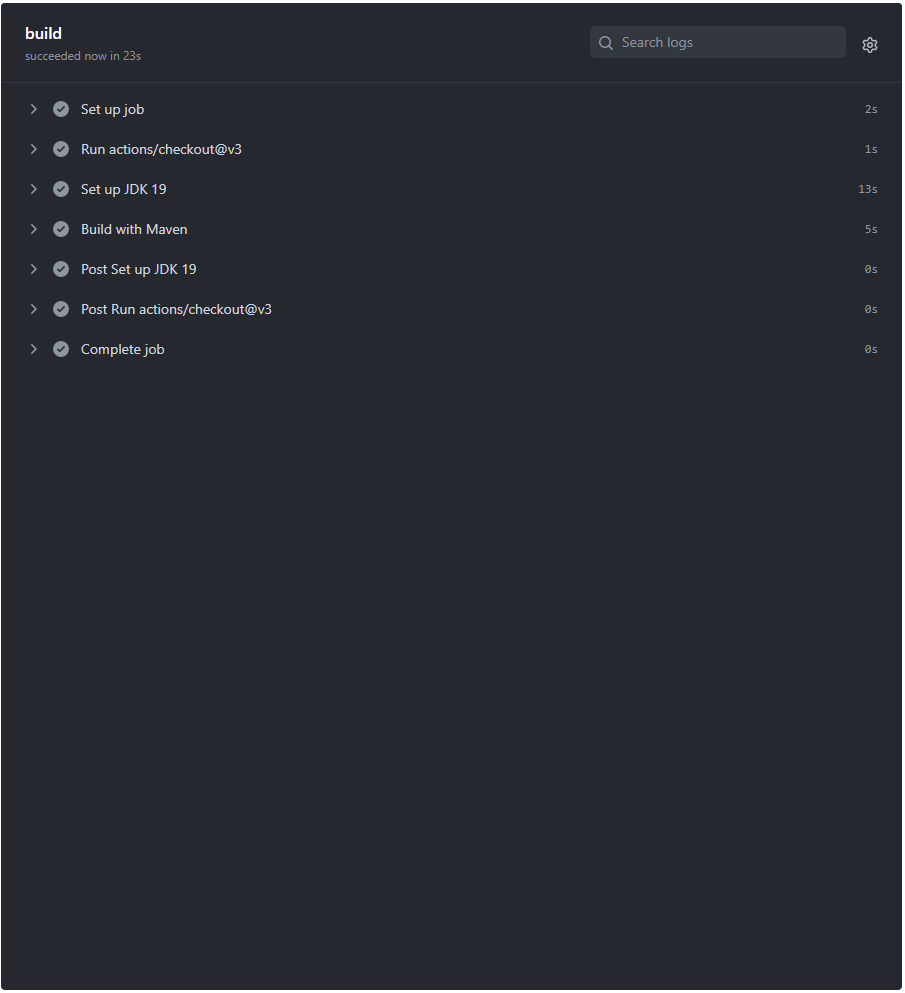 build
succeeded now in 23s
Search logs
Set up job 2s
Run actions/checkout@v3 1s
Set up JDK 19 13s
Build with Maven 5s
Post Set up JDK 19 0s
Post Run actions/checkout@v3 0s
Complete job 0s